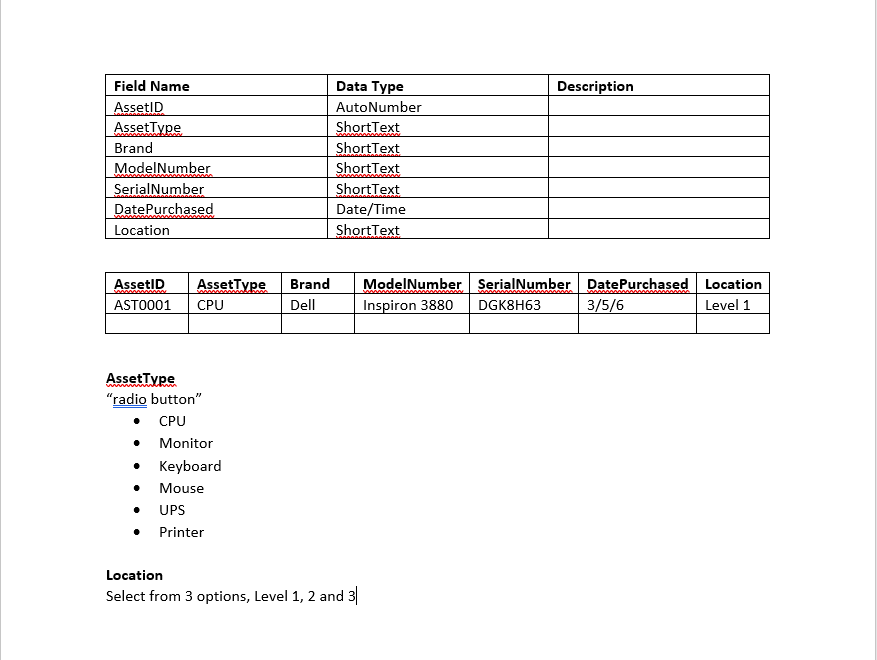 Field Name Data Type Description
AssetID AutoNumber
AssetType ShortText
Brand ShortText
ModelNumber ShortText
SerialNumber ShortText
DatePurchased Date/Time
Location ShortText
AssetID AssetType Brand ModelNumber SerialNumber DatePurchased Location
AST0001 CPU Dell Inspiron 3880 DGK8H63 3/5/6 Level 1
AssetType
“radio button”
• CPU
• Monitor
• Keyboard
• Mouse
• UPS
• Printer
Location
Select from 3 options, Level 1, 2 and 3